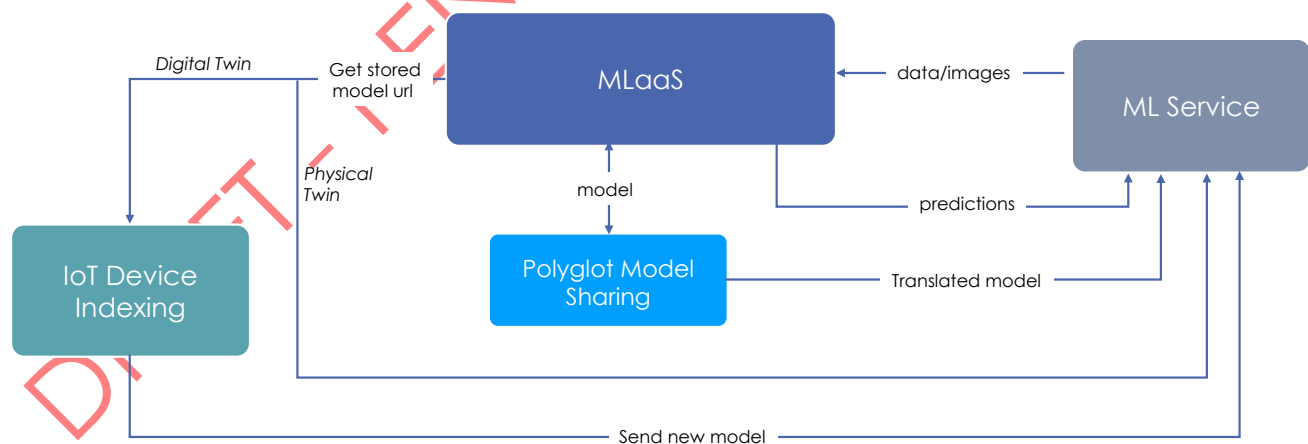 Digital Twin
Get stored
model url
MLaaS
data/images
ML Service
Physical
Twin
model
predictions
IoT Device
Indexing
Polyglot Model
Sharing
Translated model
Send new model